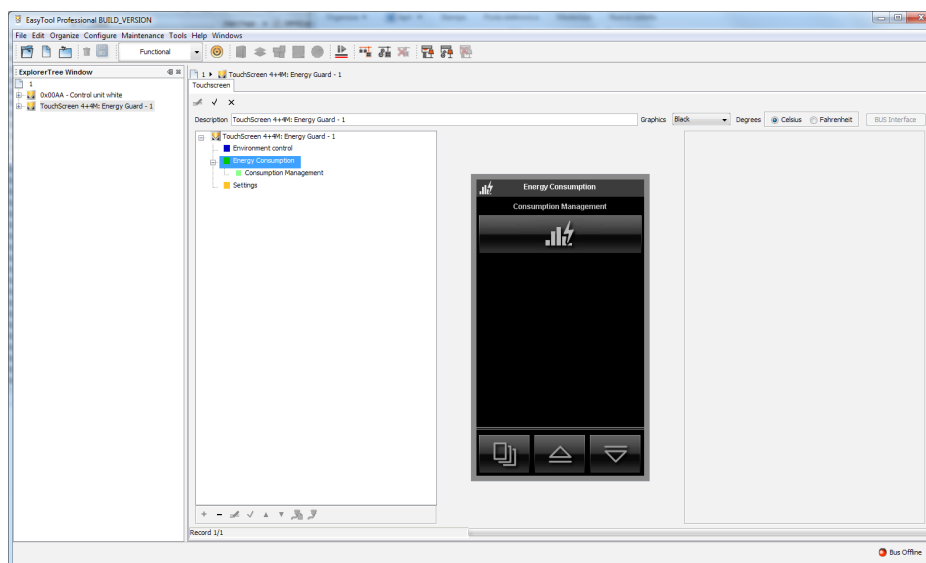 EasyTool Professional BUILD_VERSION
File Edit Organize Configure Maintenance Tools Help Windows
Functional
ExplorerTree Window
1
0x00AA - Control unit white
TouchScreen 4+4M: Energy Guard - 1
1 TouchScreen 4+4M: Energy Guard - 1
Touchscreen
Description TouchScreen 4+4M: Energy Guard - 1 Graphics Black Degrees Celsius Fahrenheit BUS Interface
TouchScreen 4+4M: Energy Guard - 1
Environment control
Energy Consumption
Consumption Management
Settings
Energy Consumption
Consumption Management
Record 1/1
Bus Offline